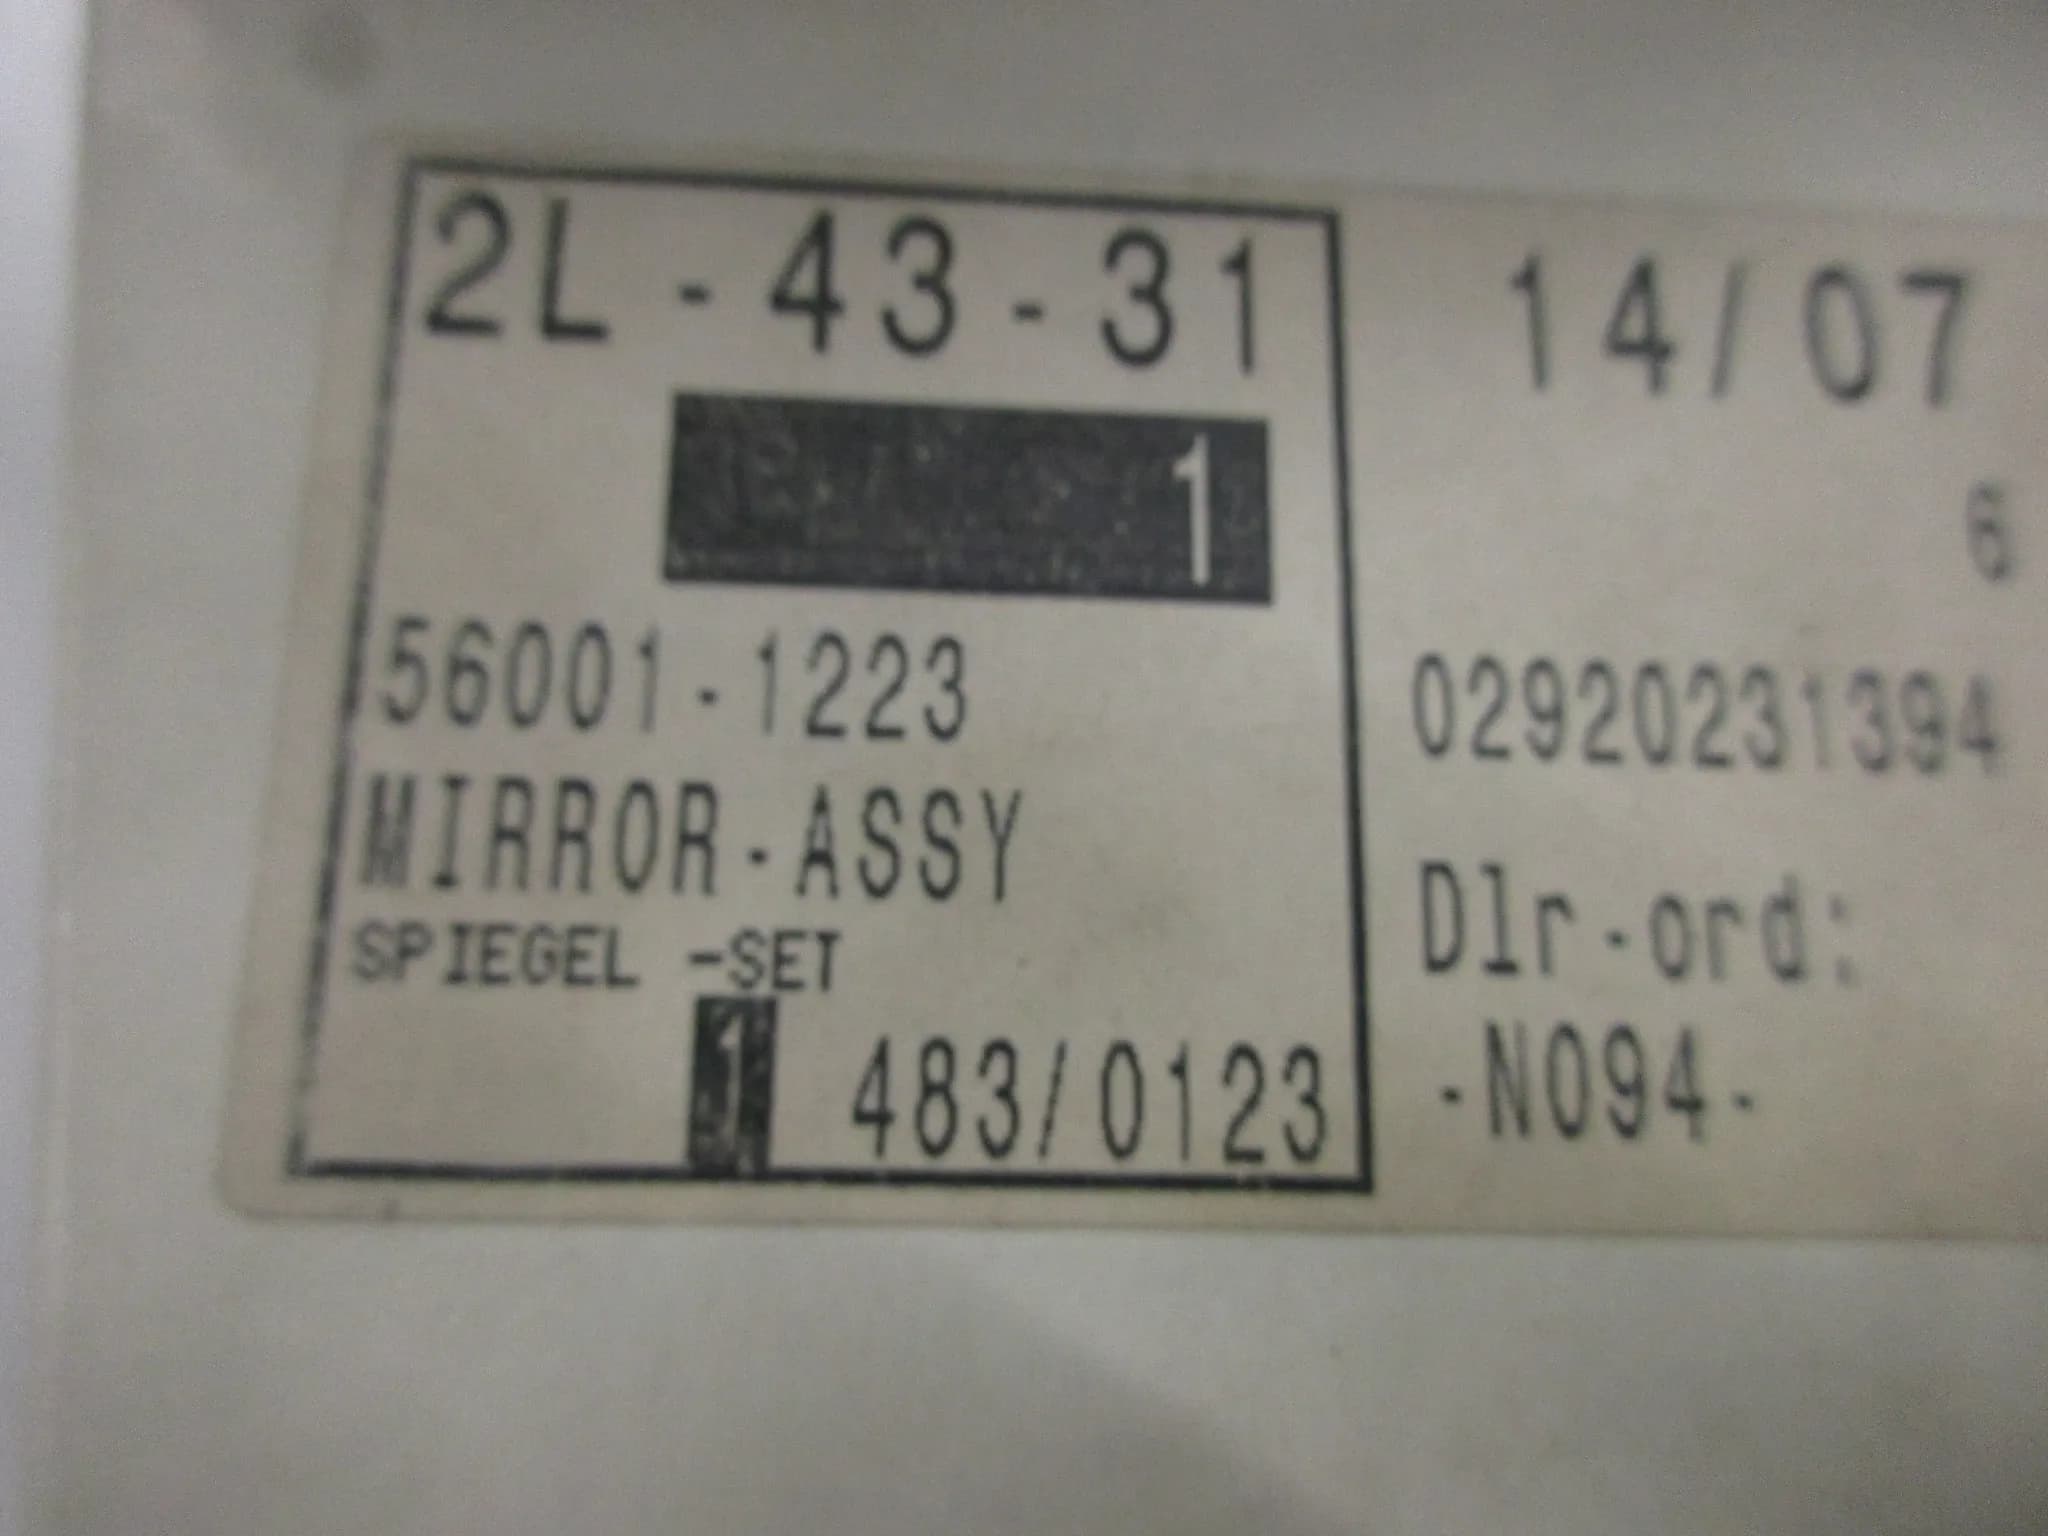 2L-43-31
1
56001-1223
MIRROR-ASSY
SPIEGEL -SET
1 483/0123
14/07
6
02920231394
Dlr-ord:
-N094-